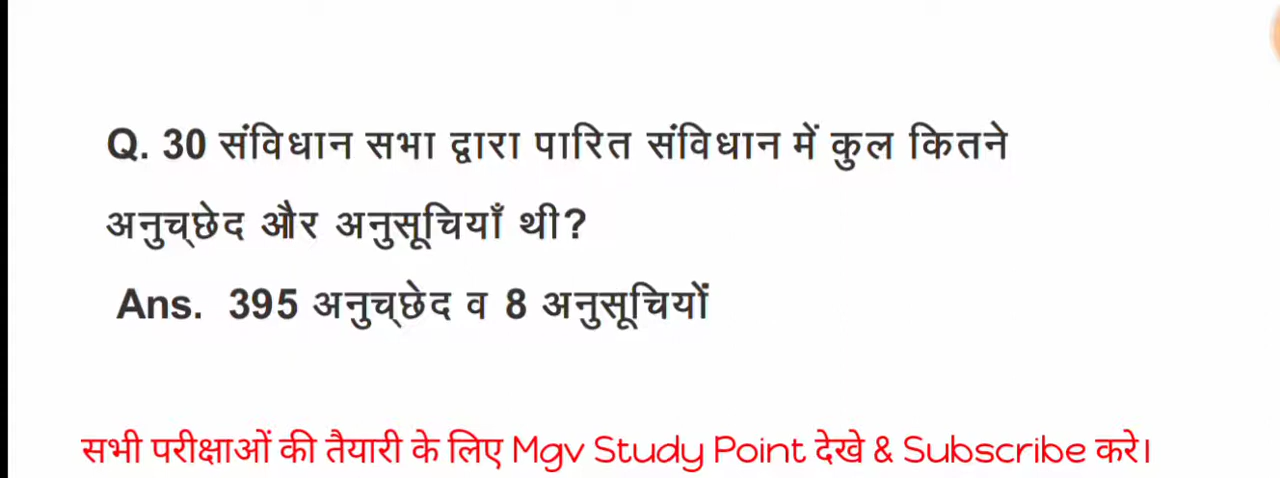 Q. 30 संविधान सभा द्वारा पारित संविधान में कुल कितने
अनुच्छेद और अनुसूचियाँ थी?
Ans. 395 अनुच्छेद व 8 अनुसूचियों
सभी परीक्षाओं की तैयारी के लिए Mgv Study Point देखे & Subscribe करे।